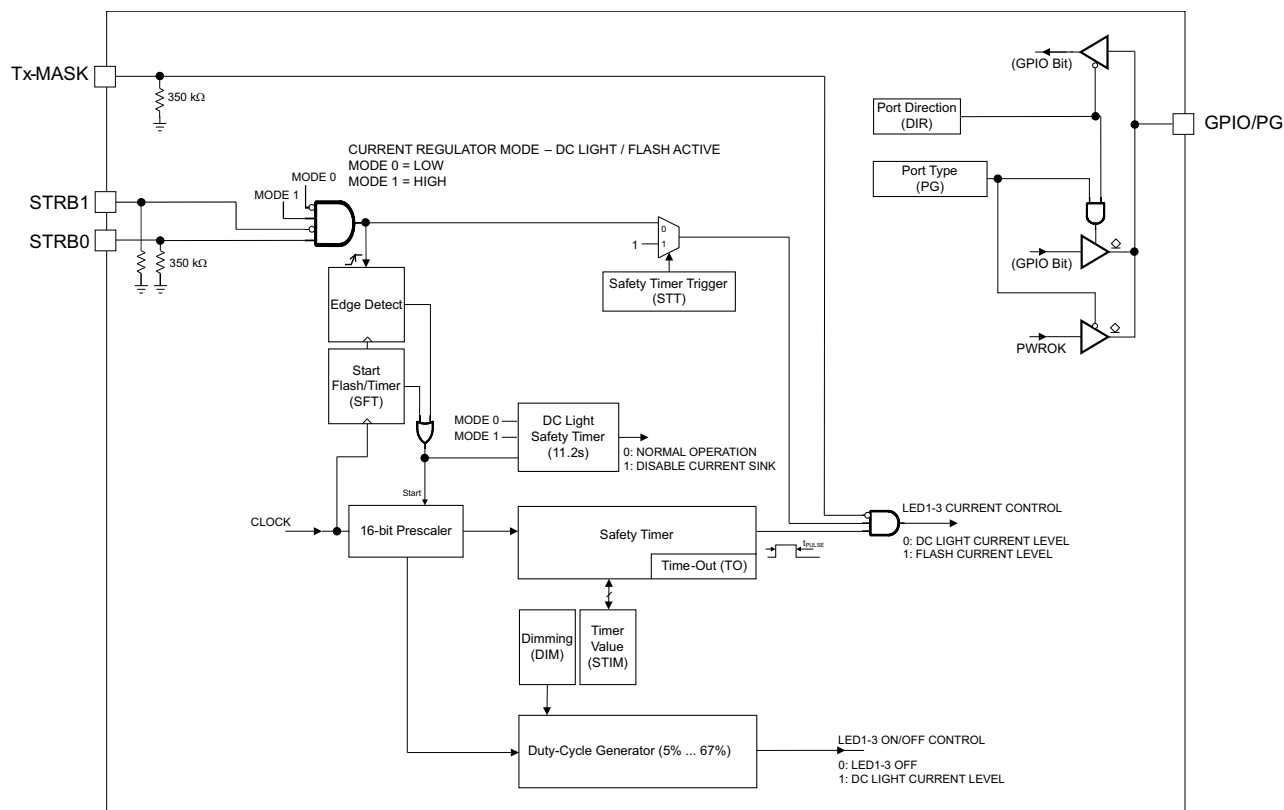 Tx-MASK
350 kΩ
(GPIO Bit)
Port Direction
(DIR)
GPIO/PG
CURRENT REGULATOR MODE – DC LIGHT / FLASH ACTIVE
MODE 0 = LOW
MODE 1 = HIGH
MODE 0
MODE 1
Port Type
(PG)
STRB1
STRB0
350 kΩ
0
1
1
(GPIO Bit)
Safety Timer Trigger
(STT)
Edge Detect
PWROK
Start
Flash/Timer
(SFT)
MODE 0
MODE 1
DC Light
Safety Timer
(11.2s)
0: NORMAL OPERATION
1: DISABLE CURRENT SINK
Start
CLOCK
16-bit Prescaler
Safety Timer
Time-Out (TO)
tPULSE
LED1-3 CURRENT CONTROL
0: DC LIGHT CURRENT LEVEL
1: FLASH CURRENT LEVEL
Dimming
(DIM)
Timer
Value
(STIM)
Duty-Cycle Generator (5% ... 67%)
LED1-3 ON/OFF CONTROL
0: LED1-3 OFF
1: DC LIGHT CURRENT LEVEL